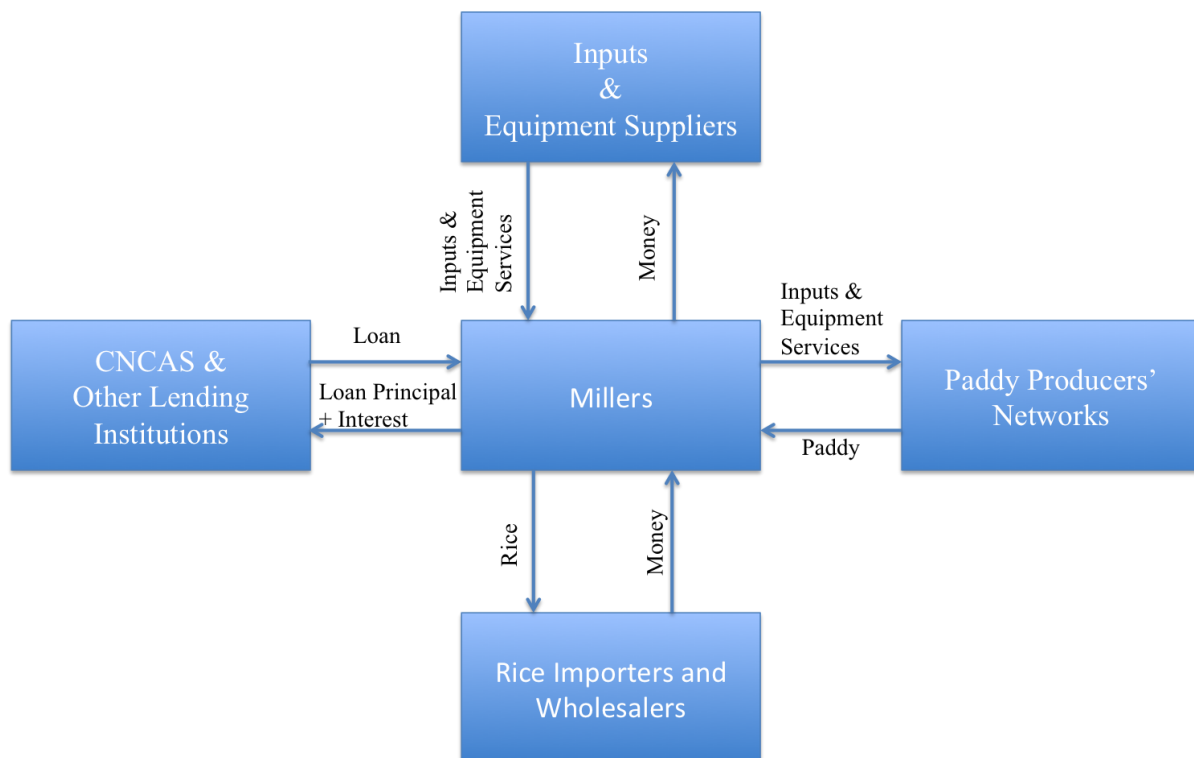 Inputs
&
Equipment Suppliers
Inputs &
Equipment
Services
Money
Inputs &
Equipment
Services
Loan
CNCAS &
Other Lending
Institutions
Loan Principal
+ Interest
Millers
Paddy Producers’
Networks
Paddy
Rice
Money
Rice Importers and
Wholesalers